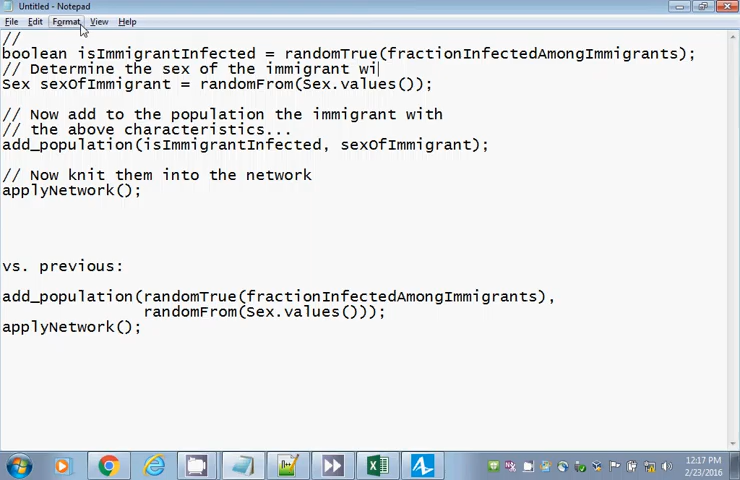 Untitled - Notepad
File Edit Format View Help
//
boolean isImmigrantInfected = randomTrue(fractionInfectedAmongImmigrants);
// Determine the sex of the immigrant wi
Sex sexOfImmigrant = randomFrom(Sex.values());
// Now add to the population the immigrant with
// the above characteristics...
add_population(isImmigrantInfected, sexOfImmigrant);
// Now knit them into the network
applyNetwork();
vs. previous:
add_population(randomTrue(fractionInfectedAmongImmigrants),
randomFrom(Sex.values()));
applyNetwork();
12:17 PM
2/23/2016